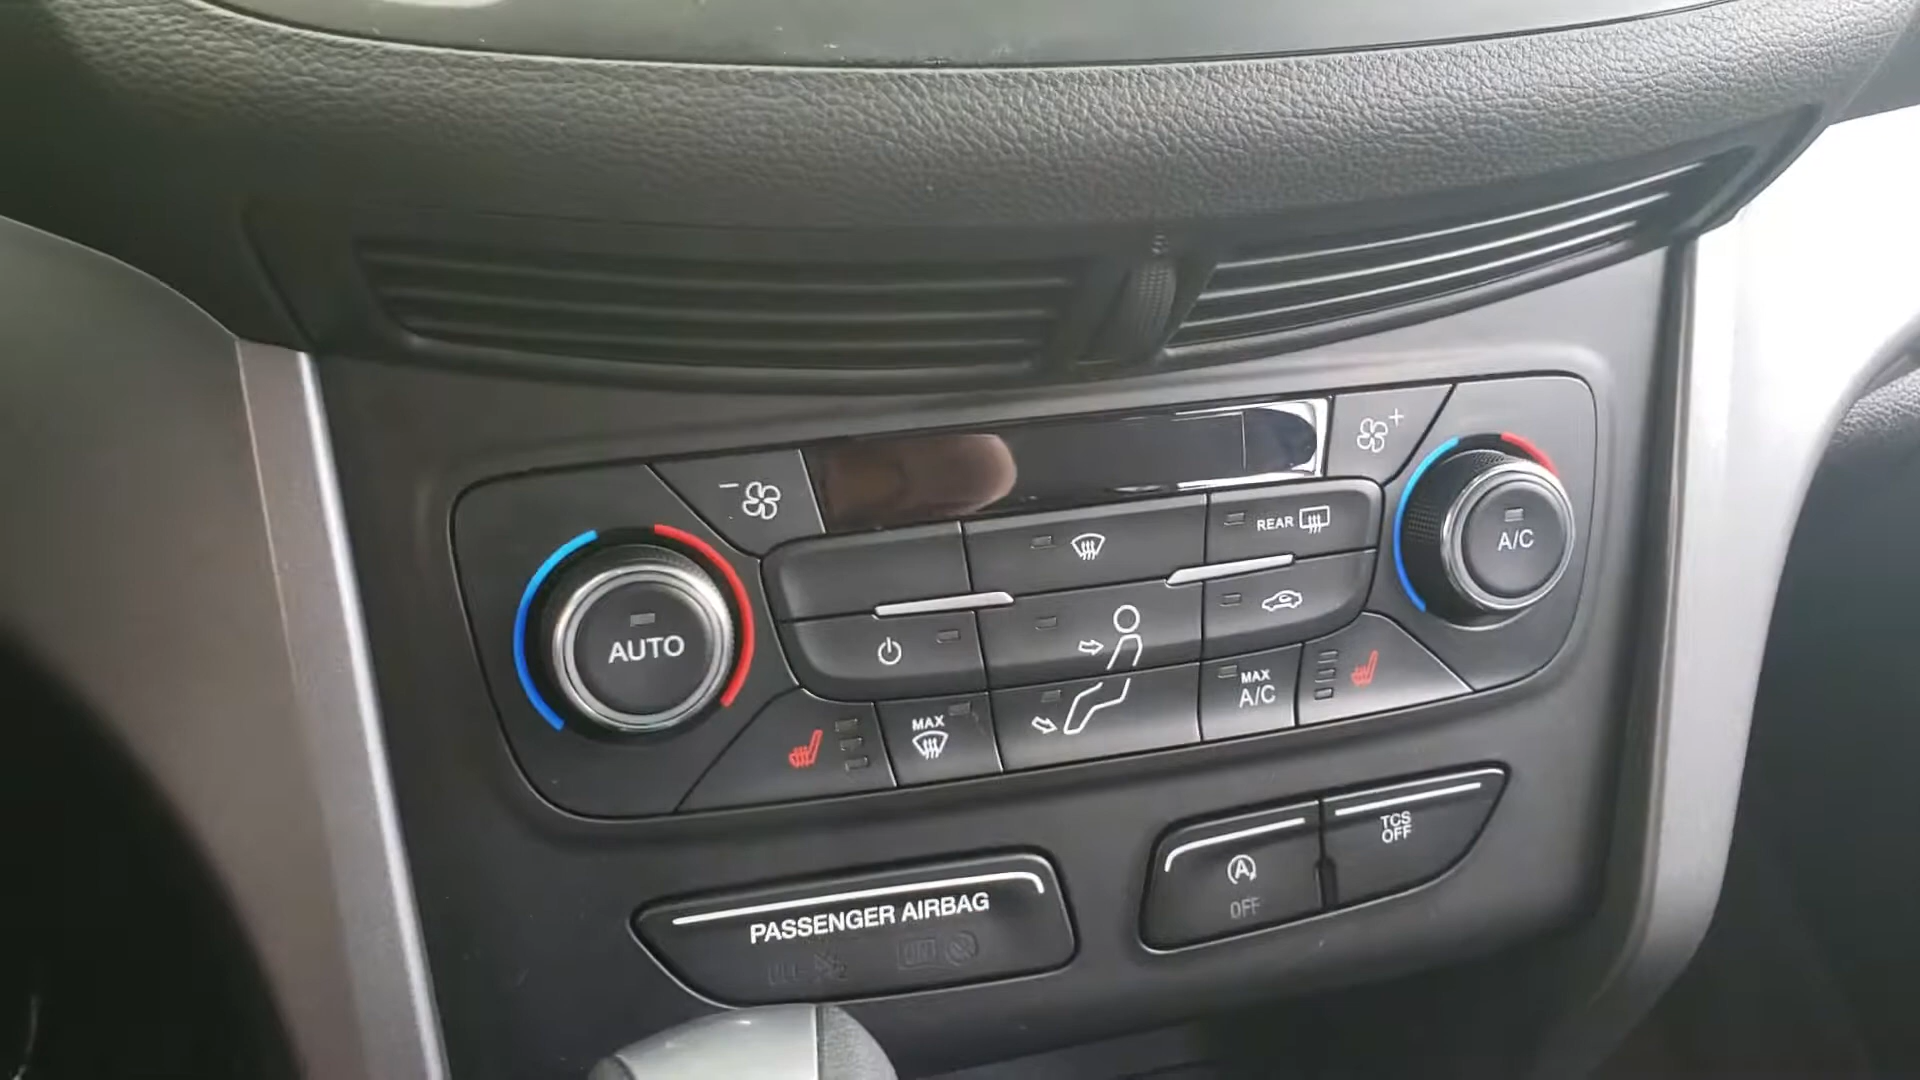 REAR
A/C
AUTO
MAX
A/C
MAX
TCS
OFF
PASSENGER AIRBAG
A
OFF